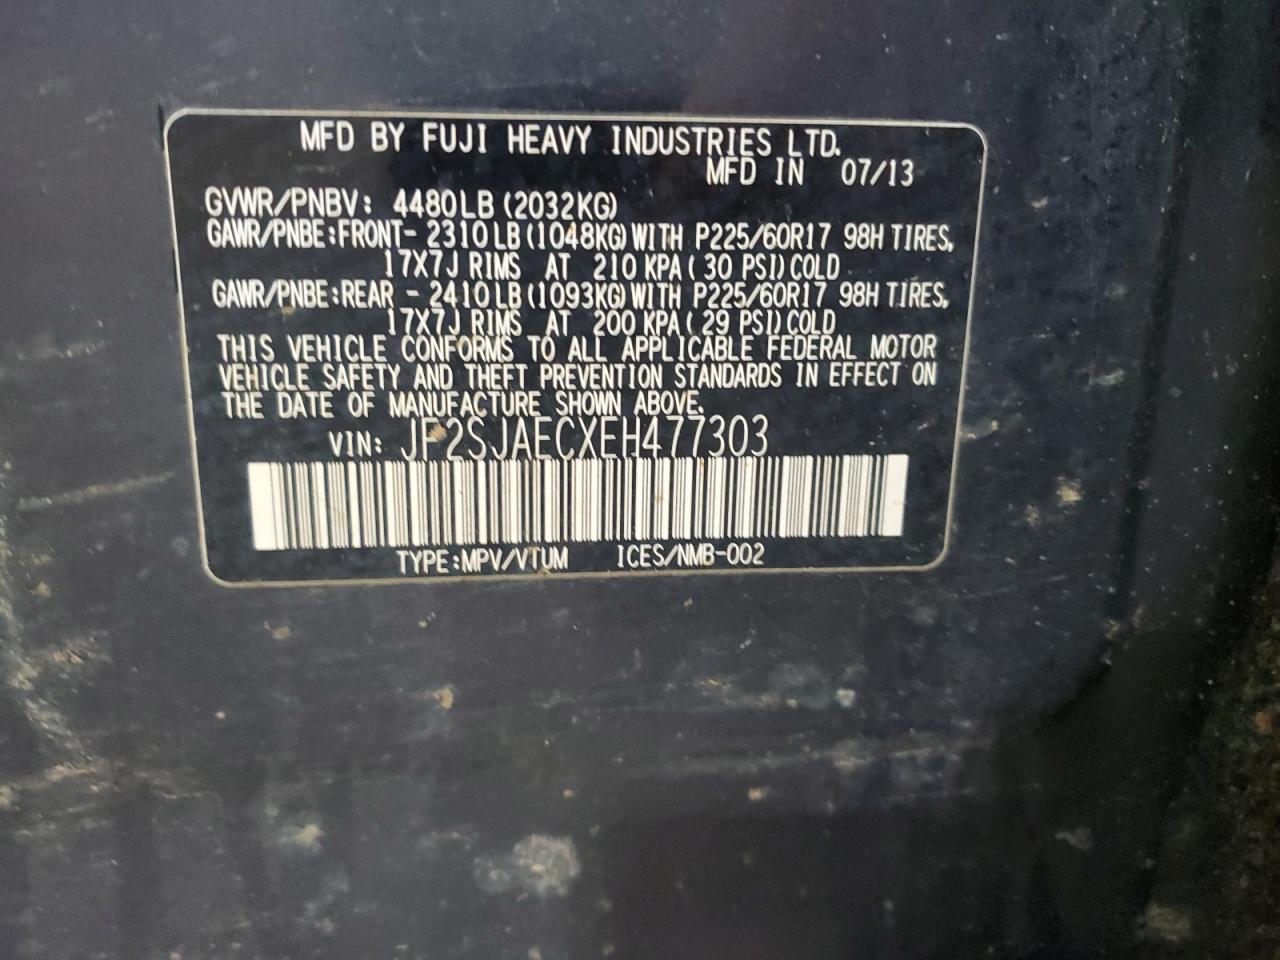 MFD BY FUJI HEAVY INDUSTRIES LTD.
MFD IN 07/13
GVWR/PNBV: 4480LB (2032KG)
GAWR/PNBE:FRONT- 2310LB (1048KG) WITH P225/60R17 98H TIRES,
17X7J RIMS AT 210 KPA ( 30 PSI) COLD
GAWR/PNBE:REAR - 2410LB (1093KG) WITH P225/60R17 98H TIRES,
17X7J RIMS AT 200 KPA ( 29 PSI) COLD
THIS VEHICLE CONFORMS TO ALL APPLICABLE FEDERAL MOTOR
VEHICLE SAFETY AND THEFT PREVENTION STANDARDS IN EFFECT ON
THE DATE OF MANUFACTURE SHOWN ABOVE.
VIN: JF2SJAECXEH477303
TYPE:MPV/VTUM ICES/NMB-002